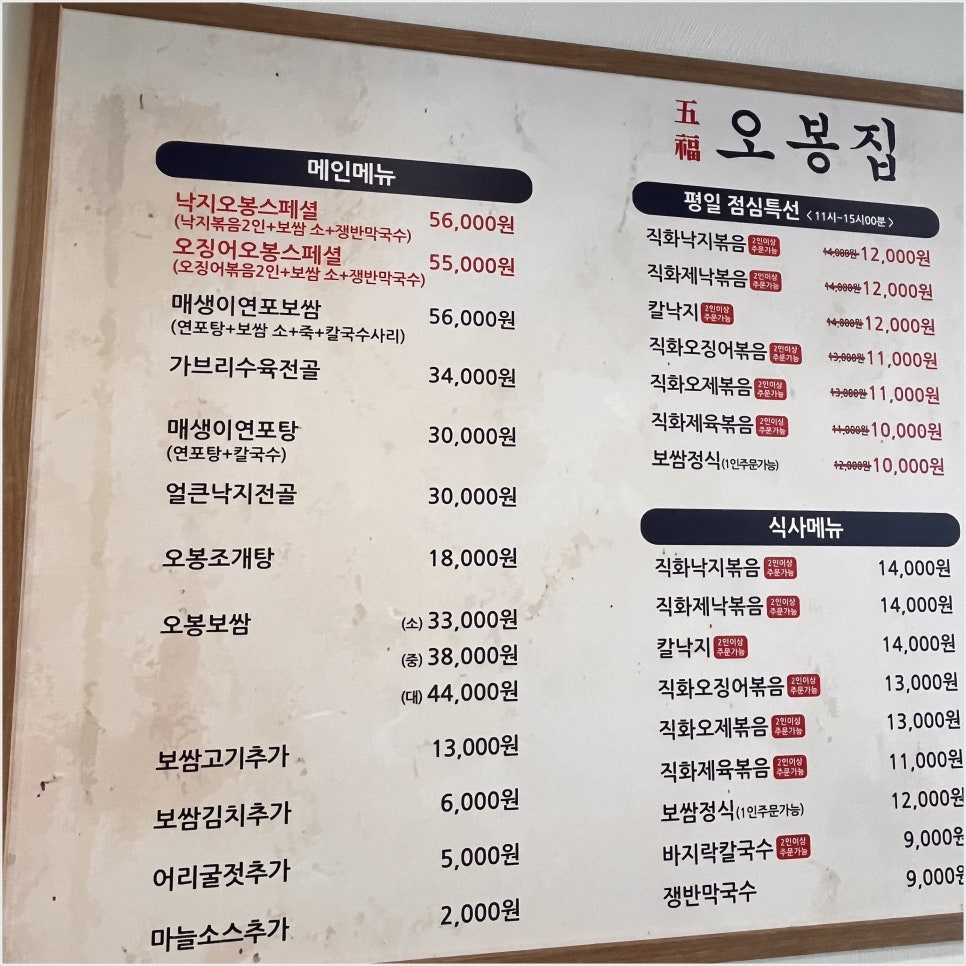 五福 오봉집
메인메뉴
낙지오봉스페셜 56,000원
(낙지볶음2인+보쌈 소+쟁반막국수)
오징어오봉스페셜 55,000원
(오징어볶음2인+보쌈 소+쟁반막국수)
매생이연포보쌈 56,000원
(연포탕+보쌈 소+죽+칼국수사리)
가브리수육전골 34,000원
매생이연포탕 30,000원
(연포탕+칼국수)
얼큰낙지전골 30,000원
오봉조개탕 18,000원
오봉보쌈 (소) 33,000원
(중) 38,000원
(대) 44,000원
보쌈고기추가 13,000원
보쌈김치추가 6,000원
어리굴젓추가 5,000원
마늘소스추가 2,000원
평일 점심특선 < 11시~15시00분 >
직화낙지볶음 2인이상 주문가능 14,000원 12,000원
직화제낙볶음 2인이상 주문가능 14,000원 12,000원
칼낙지 2인이상 주문가능 14,000원 12,000원
직화오징어볶음 2인이상 주문가능 13,000원 11,000원
직화오제볶음 2인이상 주문가능 13,000원 11,000원
직화제육볶음 2인이상 주문가능 11,000원 10,000원
보쌈정식(1인주문가능) 12,000원 10,000원
식사메뉴
직화낙지볶음 2인이상 주문가능 14,000원
직화제낙볶음 2인이상 주문가능 14,000원
칼낙지 2인이상 주문가능 14,000원
직화오징어볶음 2인이상 주문가능 13,000원
직화오제볶음 2인이상 주문가능 13,000원
직화제육볶음 2인이상 주문가능 11,000원
보쌈정식(1인주문가능) 12,000원
바지락칼국수 2인이상 주문가능 9,000원
쟁반막국수 9,000원